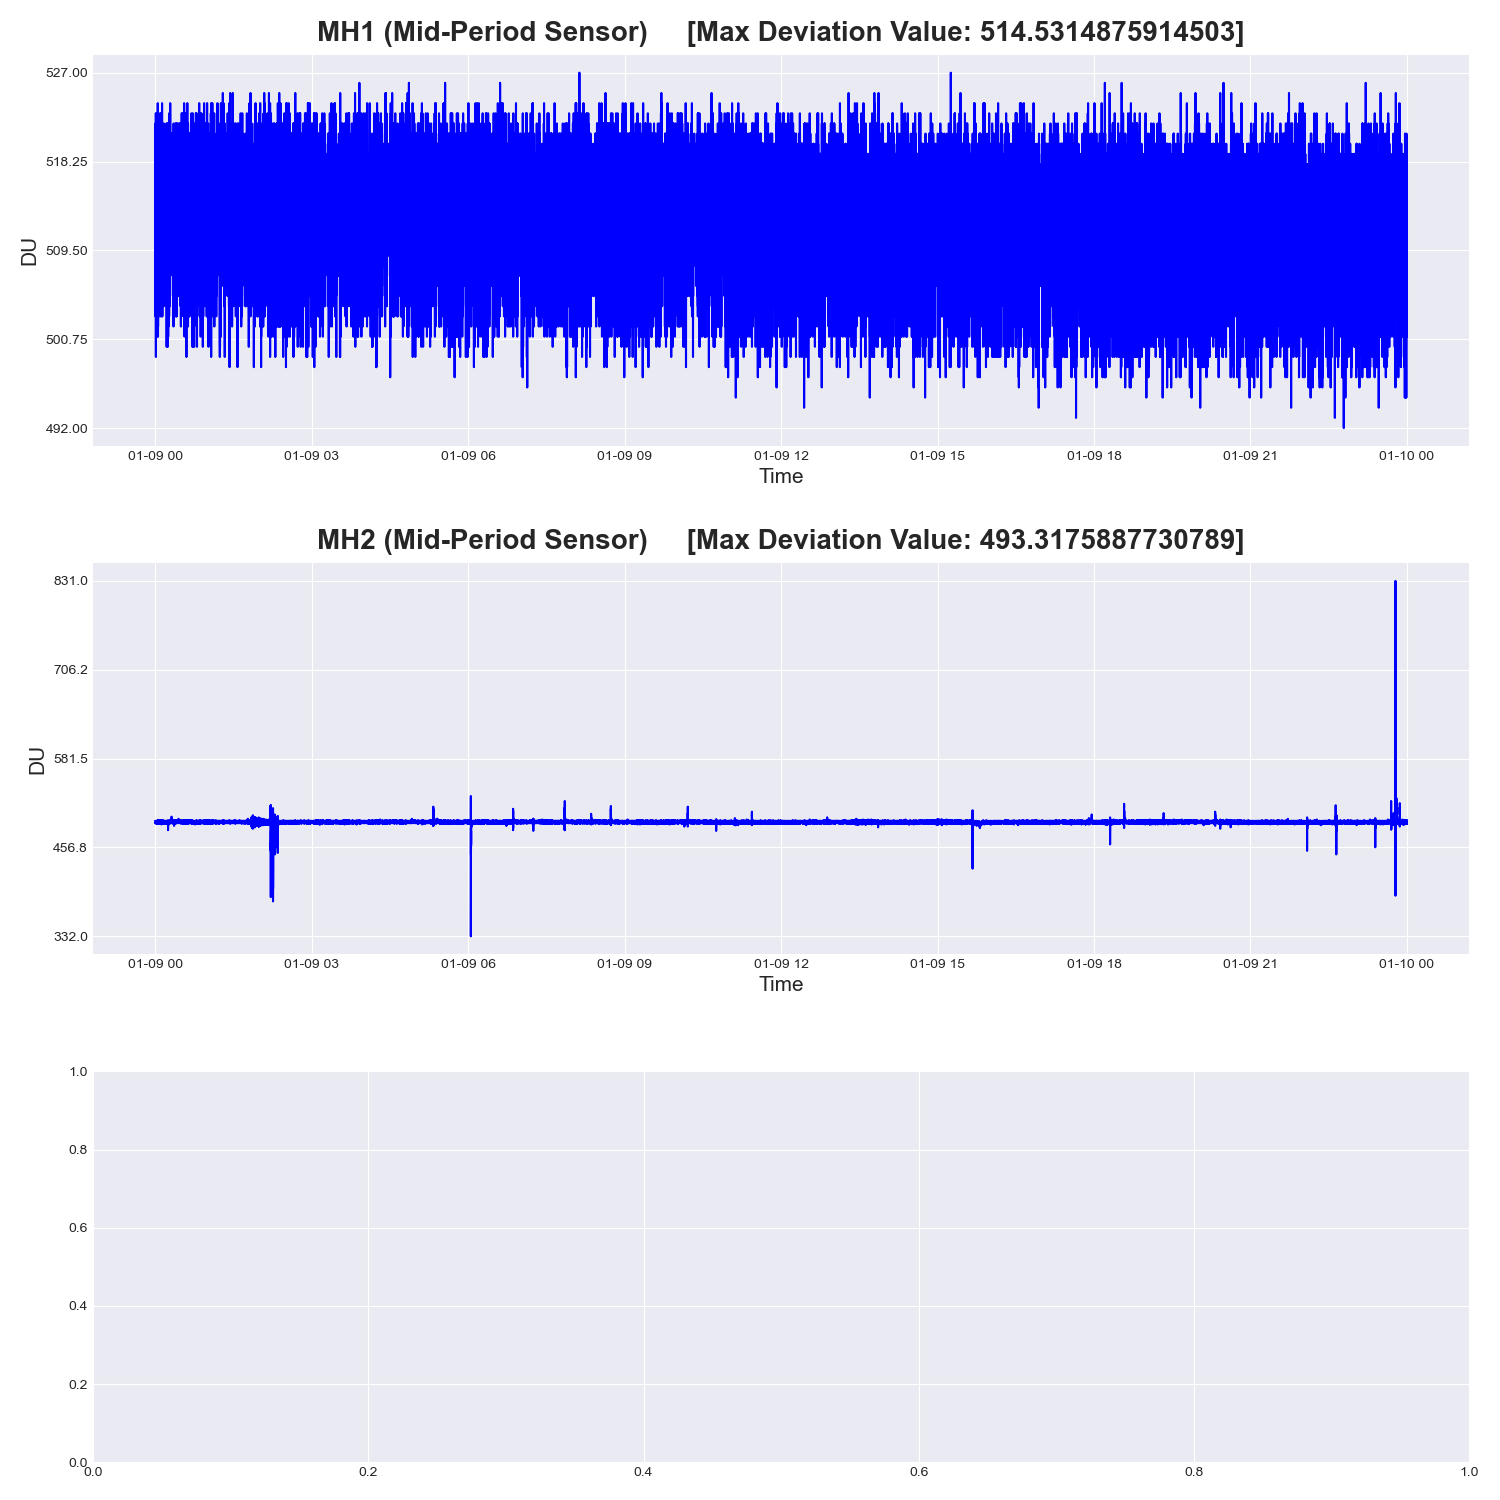 MH1 (Mid-Period Sensor) [Max Deviation Value: 514.5314875914503]
527.00
518.25
509.50
500.75
492.00
DU
01-09 00 01-09 03 01-09 06 01-09 09 01-09 12 01-09 15 01-09 18 01-09 21 01-10 00
Time
MH2 (Mid-Period Sensor) [Max Deviation Value: 493.3175887730789]
831.0
706.2
581.5
456.8
332.0
DU
01-09 00 01-09 03 01-09 06 01-09 09 01-09 12 01-09 15 01-09 18 01-09 21 01-10 00
Time
1.0
0.8
0.6
0.4
0.2
0.0
0.0 0.2 0.4 0.6 0.8 1.0